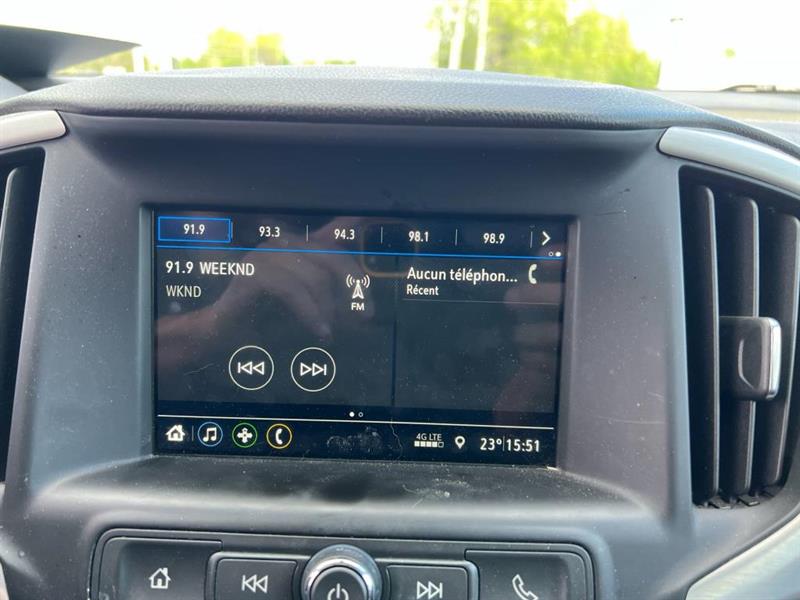 91.9 93.3 94.3 98.1 98.9
91.9 WEEKND
WKND
FM
Aucun téléphon...
Récent
4G LTE
23° 15:51